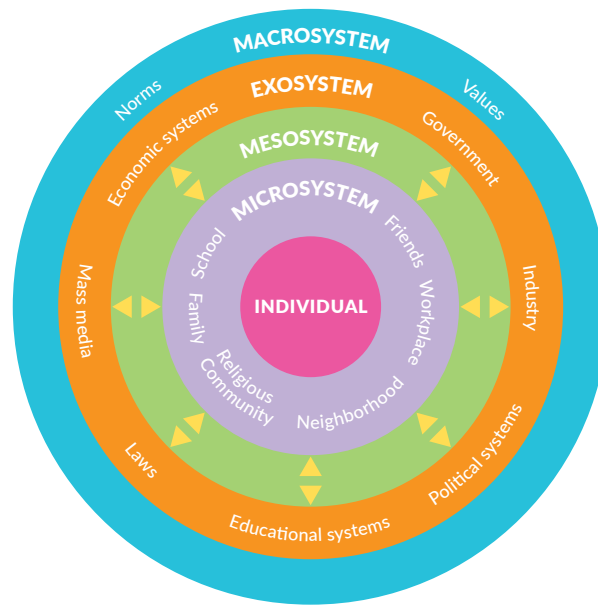 MACROSYSTEM
Norms
Values
EXOSYSTEM
Economic systems
Government
Mass media
Industry
Laws
Political systems
Educational systems
MESOSYSTEM
MICROSYSTEM
School
Friends
Family
Workplace
Religious
Community
Neighborhood
INDIVIDUAL